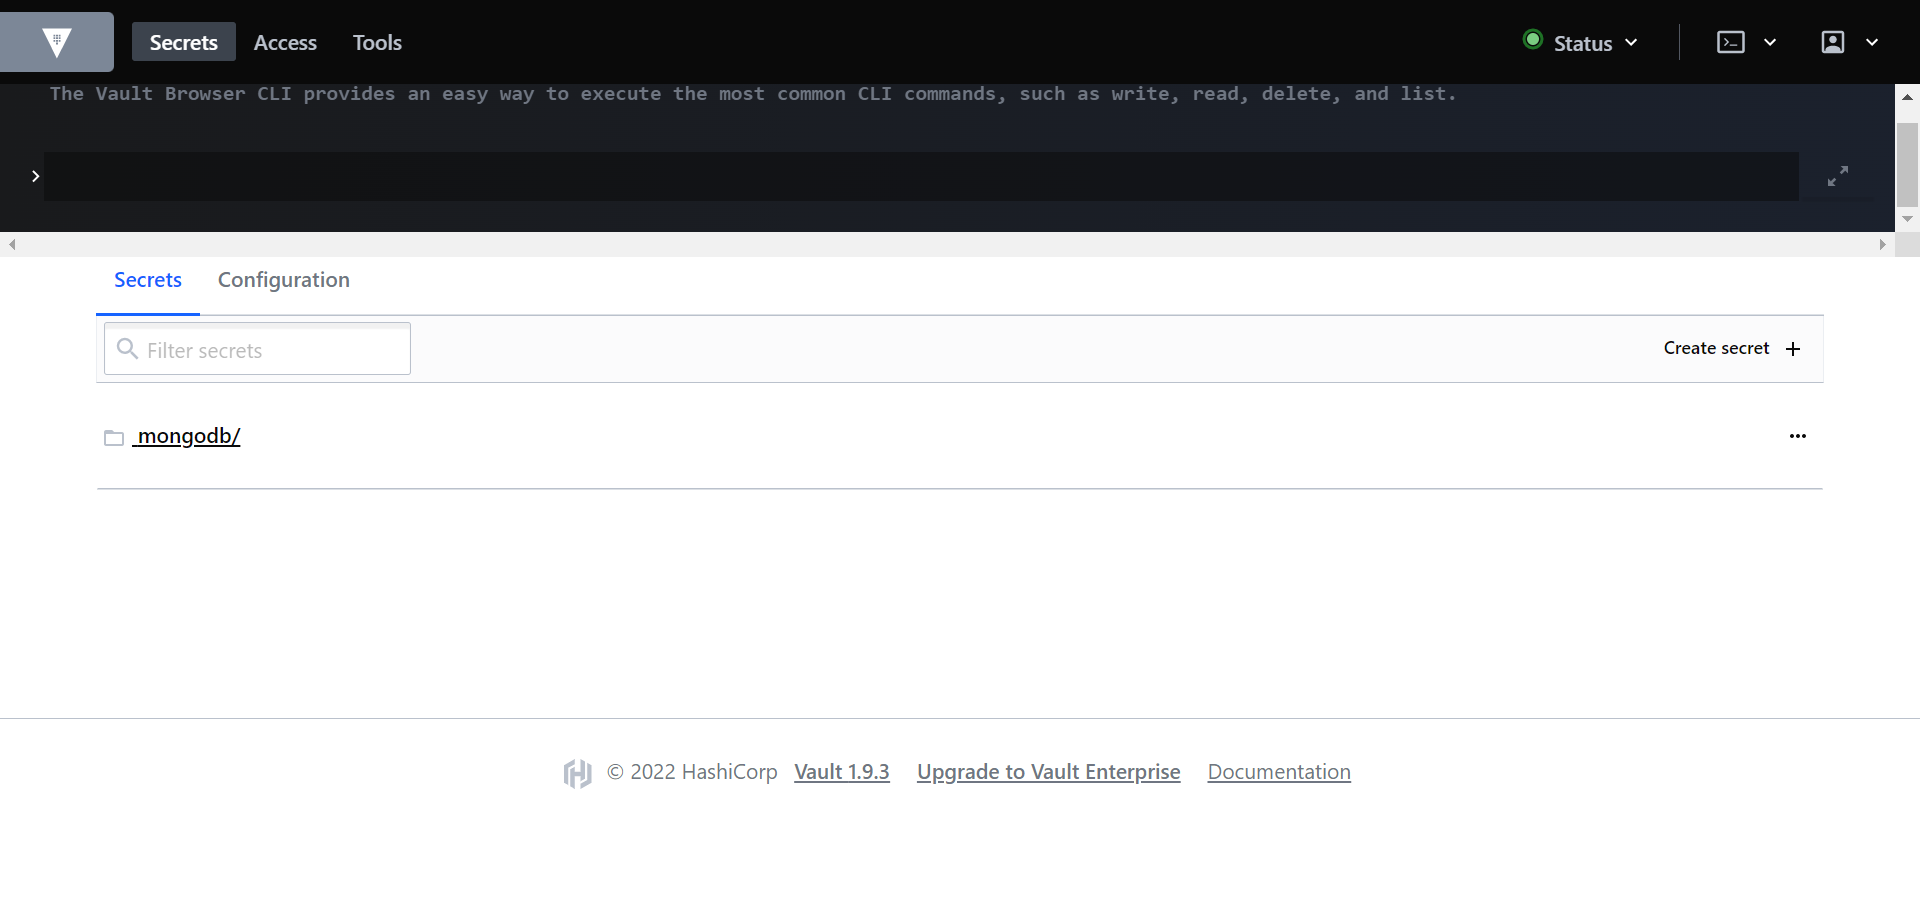 Secrets Access Tools Status
The Vault Browser CLI provides an easy way to execute the most common CLI commands, such as write, read, delete, and list.
Secrets Configuration
Filter secrets Create secret +
mongodb/
© 2022 HashiCorp Vault 1.9.3 Upgrade to Vault Enterprise Documentation